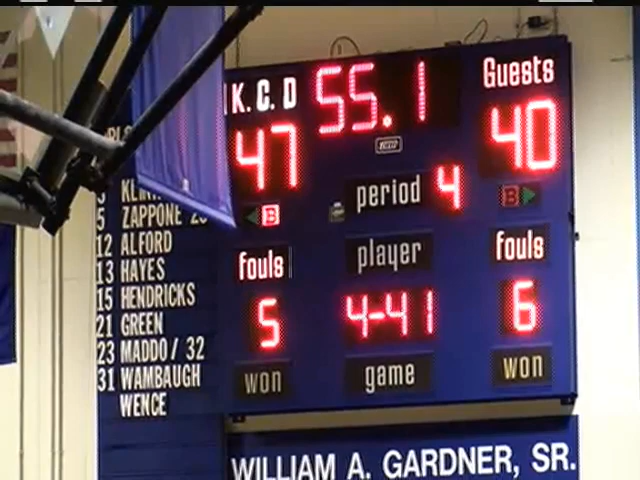 K. C. D
55.1
Guests
47
40
period
4
B
B
fouls
player
fouls
5
4-41
6
won
game
won
5 ZAPPONE
12 ALFORD
13 HAYES
15 HENDRICKS
21 GREEN
23 MADDO / 32
31 WAMBAUGH
WENCE
WILLIAM A. GARDNER, SR.